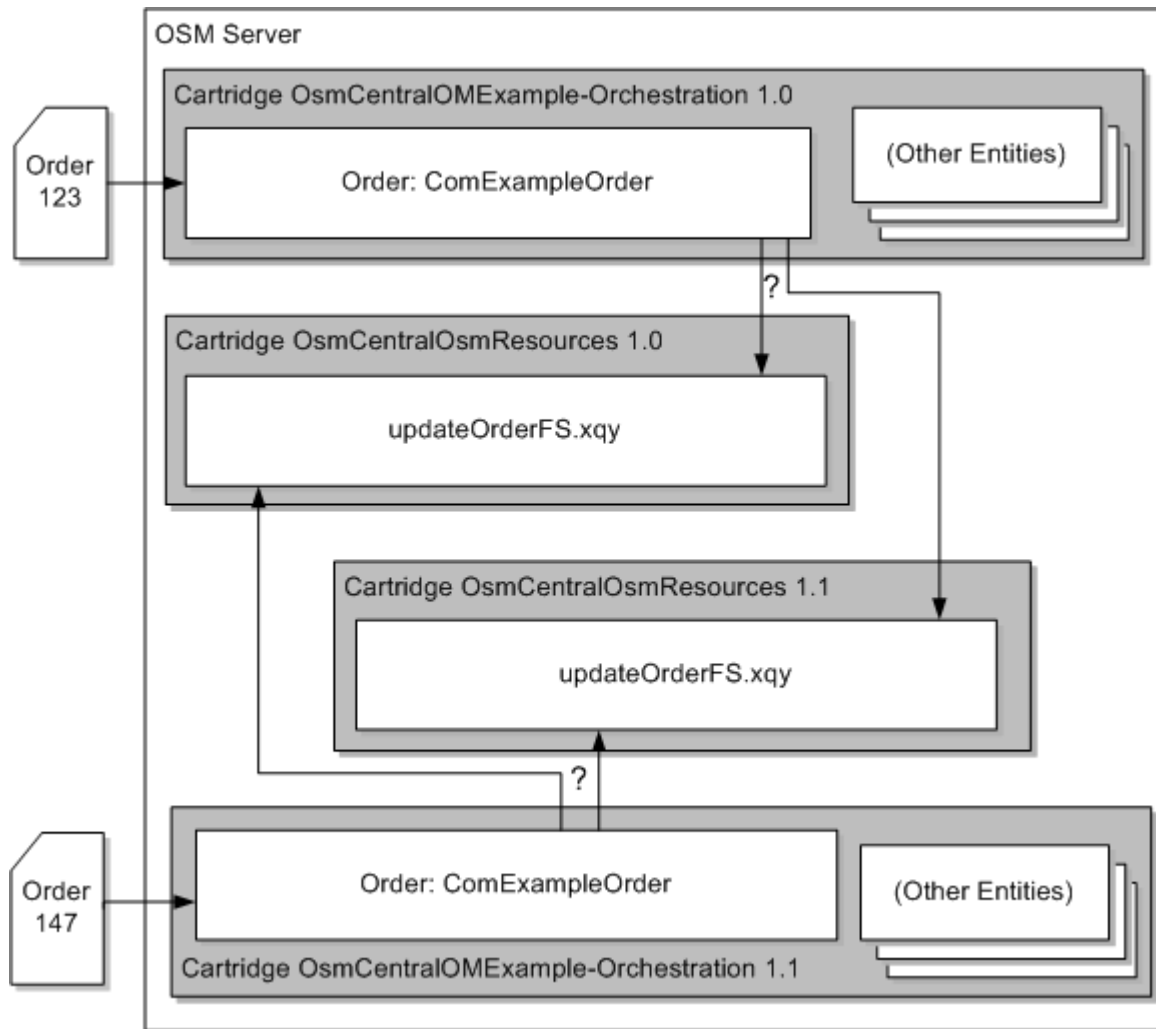 OSM Server
Cartridge OsmCentralOMExample-Orchestration 1.0
Order
123
Order: ComExampleOrder
(Other Entities)
?
Cartridge OsmCentralOsmResources 1.0
updateOrderFS.xqy
Cartridge OsmCentralOsmResources 1.1
updateOrderFS.xqy
?
Order
147
Order: ComExampleOrder
(Other Entities)
Cartridge OsmCentralOMExample-Orchestration 1.1